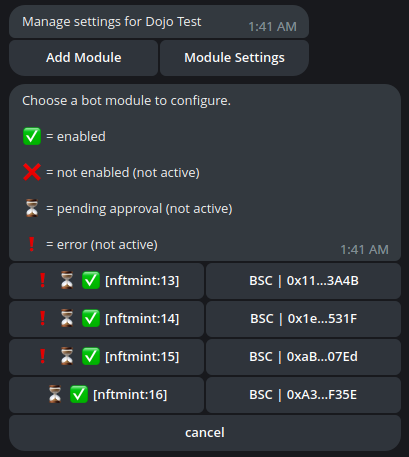 Manage settings for Dojo Test
1:41 AM
Add Module
Module Settings
Choose a bot module to configure.
✅ = enabled
❌ = not enabled (not active)
⏳ = pending approval (not active)
❗ = error (not active)
1:41 AM
❗ ⏳ ✅ [nftmint:13]
BSC | 0x11...3A4B
❗ ⏳ ✅ [nftmint:14]
BSC | 0x1e...531F
❗ ⏳ ✅ [nftmint:15]
BSC | 0xaB...07Ed
⏳ ✅ [nftmint:16]
BSC | 0xA3...F35E
cancel